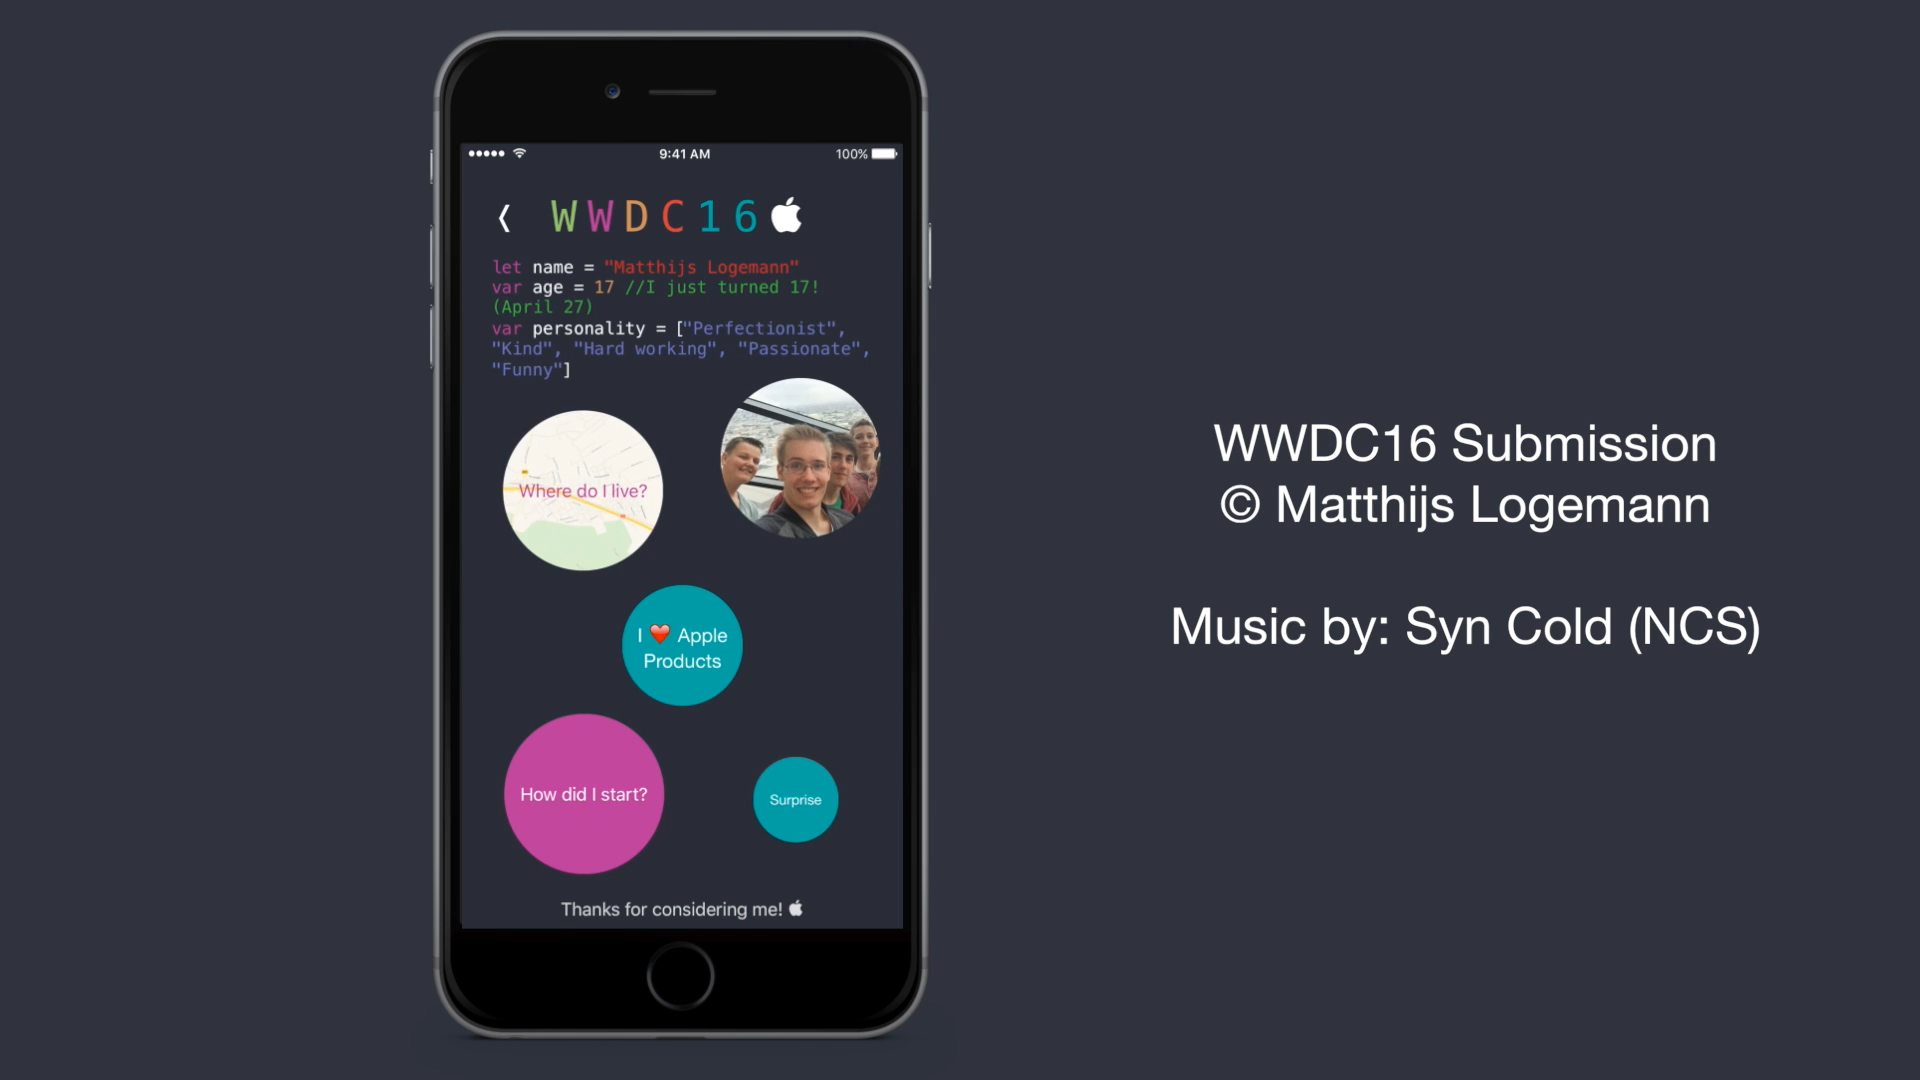 9:41 AM
100%
WWDC16
let name = "Matthijs Logemann"
var age = 17 //I just turned 17!
(April 27)
var personality = ["Perfectionist",
"Kind", "Hard working", "Passionate",
"Funny"]
Where do I live?
I ❤️ Apple
Products
How did I start?
Surprise
Thanks for considering me!
WWDC16 Submission
© Matthijs Logemann
Music by: Syn Cold (NCS)